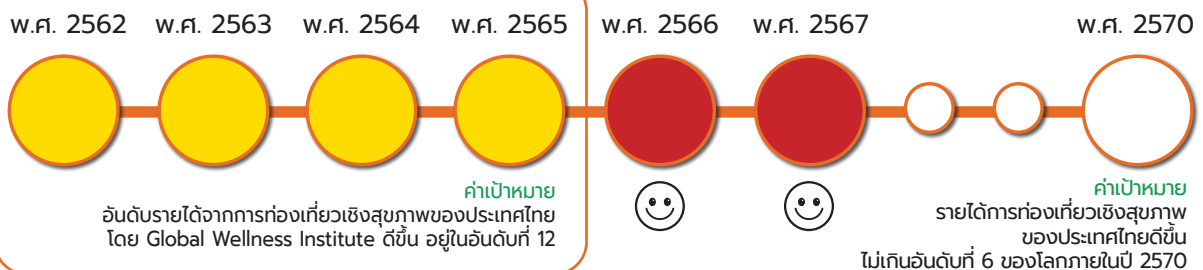 พ.ศ. 2562 พ.ศ. 2563 พ.ศ. 2564 พ.ศ. 2565 พ.ศ. 2566 พ.ศ. 2567 พ.ศ. 2570
ค่าเป้าหมาย
อันดับรายได้จากการท่องเที่ยวเชิงสุขภาพของประเทศไทย
โดย Global Wellness Institute ดีขึ้น อยู่ในอันดับที่ 12
ค่าเป้าหมาย
รายได้การท่องเที่ยวเชิงสุขภาพ
ของประเทศไทยดีขึ้น
ไม่เกินอันดับที่ 6 ของโลกภายในปี 2570